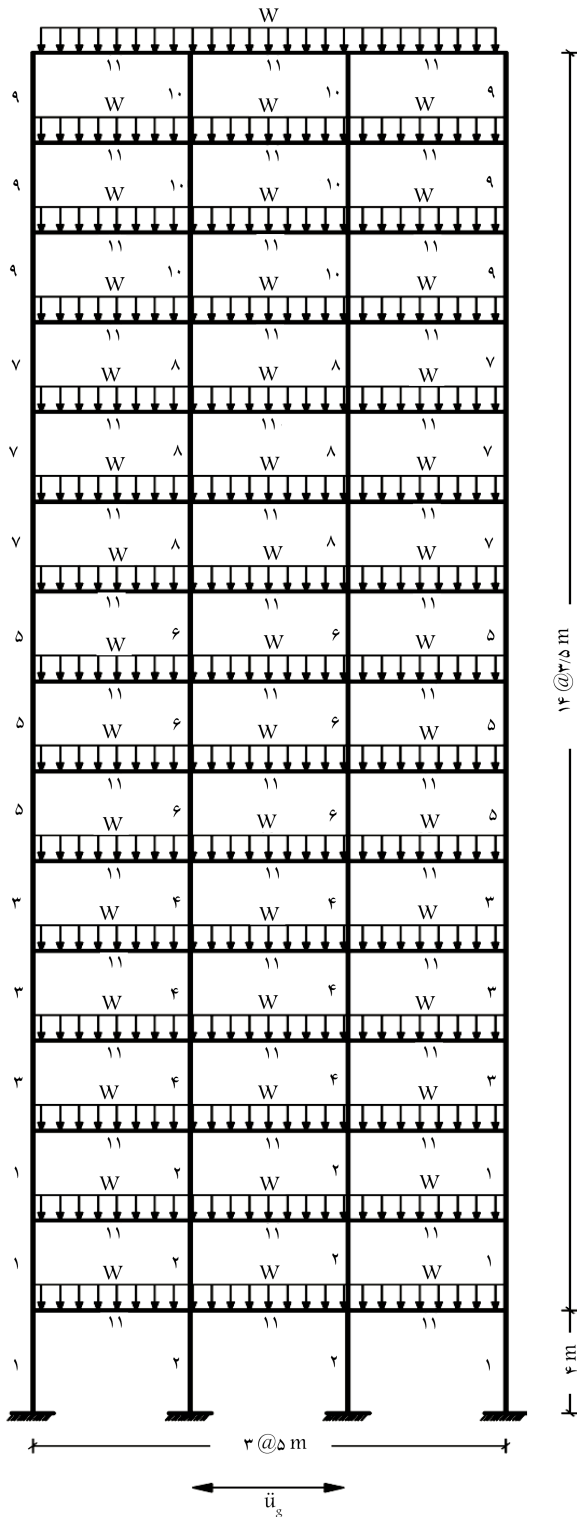 W
۱۱ ۱۱ ۱۱
۹ W ۱۰ W ۱۰ W ۹
۱۱ ۱۱ ۱۱
۹ W ۱۰ W ۱۰ W ۹
۱۱ ۱۱ ۱۱
۹ W ۱۰ W ۱۰ W ۹
۱۱ ۱۱ ۱۱
۷ W ۸ W ۸ W ۷
۱۱ ۱۱ ۱۱
۷ W ۸ W ۸ W ۷
۱۱ ۱۱ ۱۱
۷ W ۸ W ۸ W ۷
۱۱ ۱۱ ۱۱
۵ W ۶ W ۶ W ۵
۱۱ ۱۱ ۱۱
۵ W ۶ W ۶ W ۵
۱۱ ۱۱ ۱۱
۵ W ۶ W ۶ W ۵
۱۱ ۱۱ ۱۱
۳ W ۴ W ۴ W ۳
۱۱ ۱۱ ۱۱
۳ W ۴ W ۴ W ۳
۱۱ ۱۱ ۱۱
۳ W ۴ W ۴ W ۳
۱۱ ۱۱ ۱۱
۱ W ۲ W ۲ W ۱
۱۱ ۱۱ ۱۱
۱ W ۲ W ۲ W ۱
۱۱ ۱۱ ۱۱
۱ ۲ ۲ ۱
۱۴ @۳/۵ m
۴ m
۳ @۵ m
üg